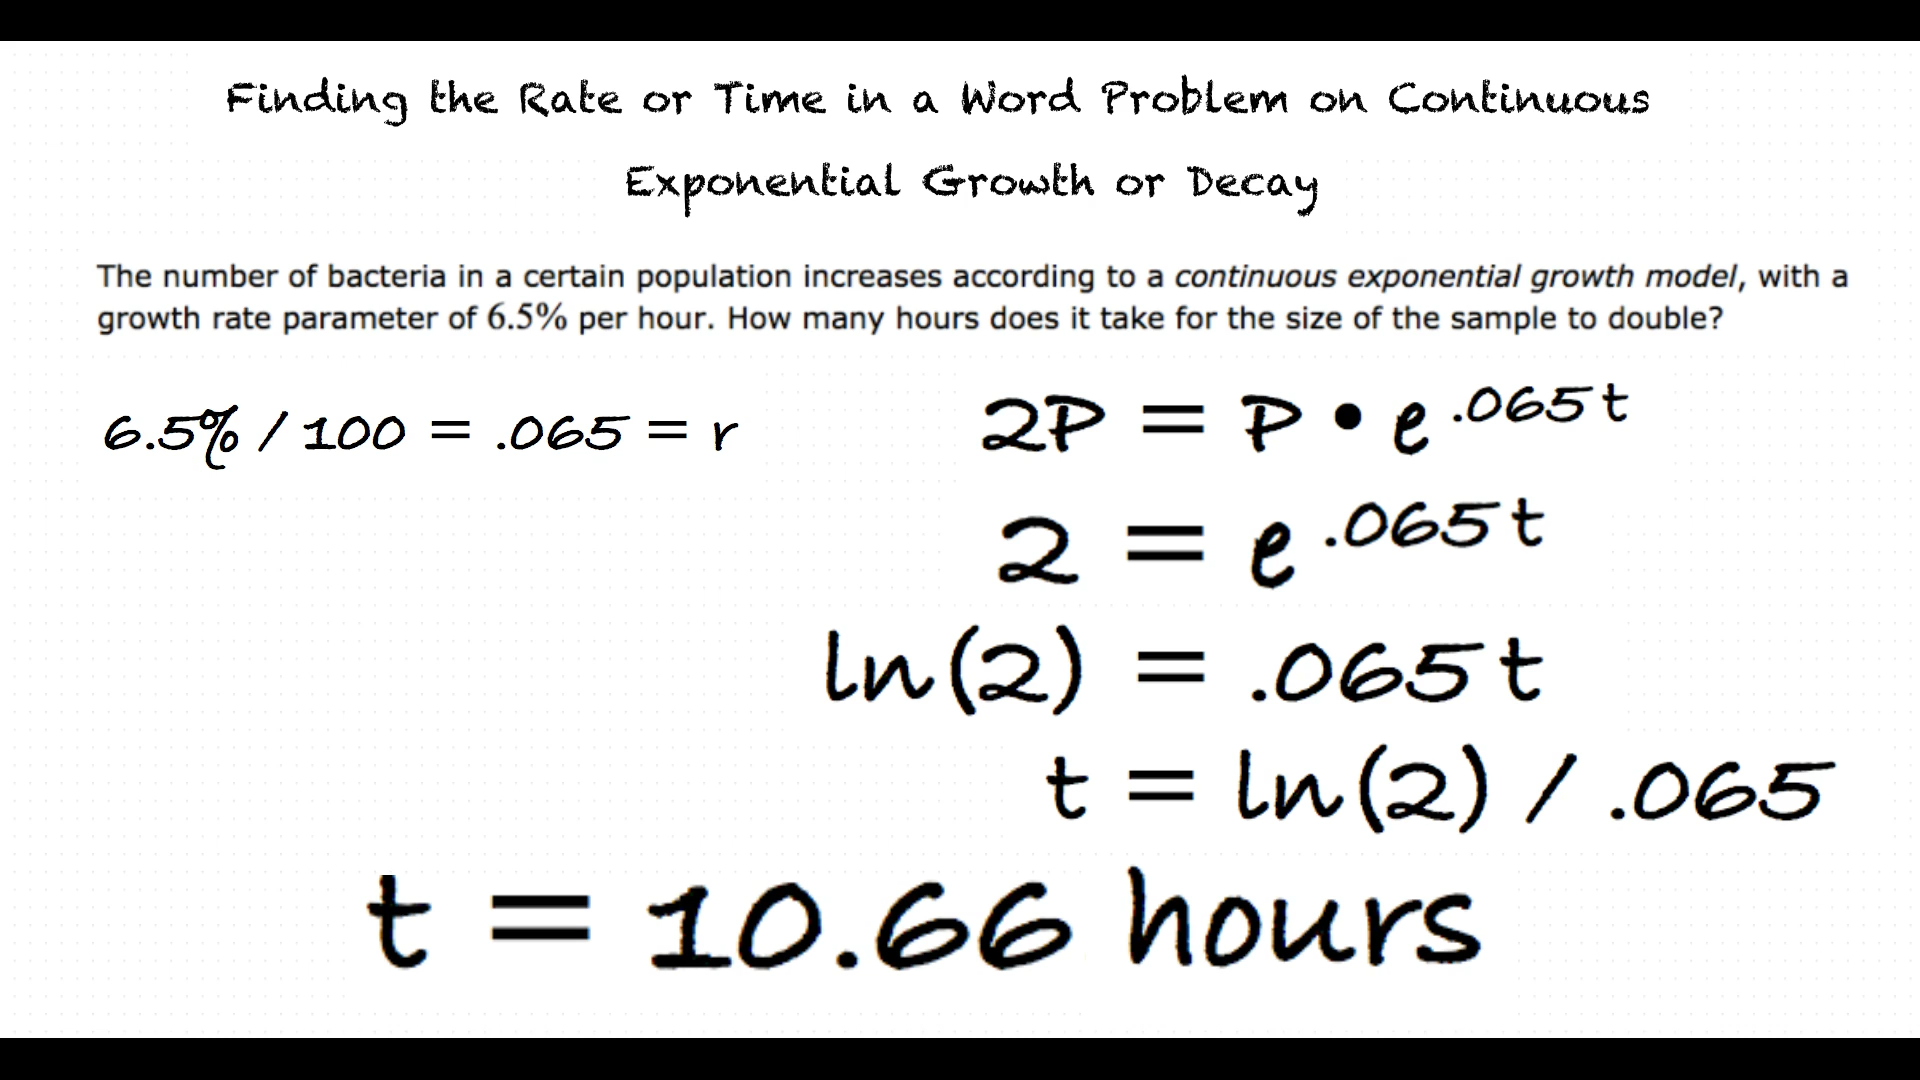 Finding the Rate or Time in a Word Problem on Continuous
Exponential Growth or Decay
The number of bacteria in a certain population increases according to a continuous exponential growth model, with a
growth rate parameter of 6.5% per hour. How many hours does it take for the size of the sample to double?
6.5% / 100 = .065 = r
2P = P • e^.065t
2 = e^.065t
ln(2) = .065t
t = ln(2) / .065
t = 10.66 hours